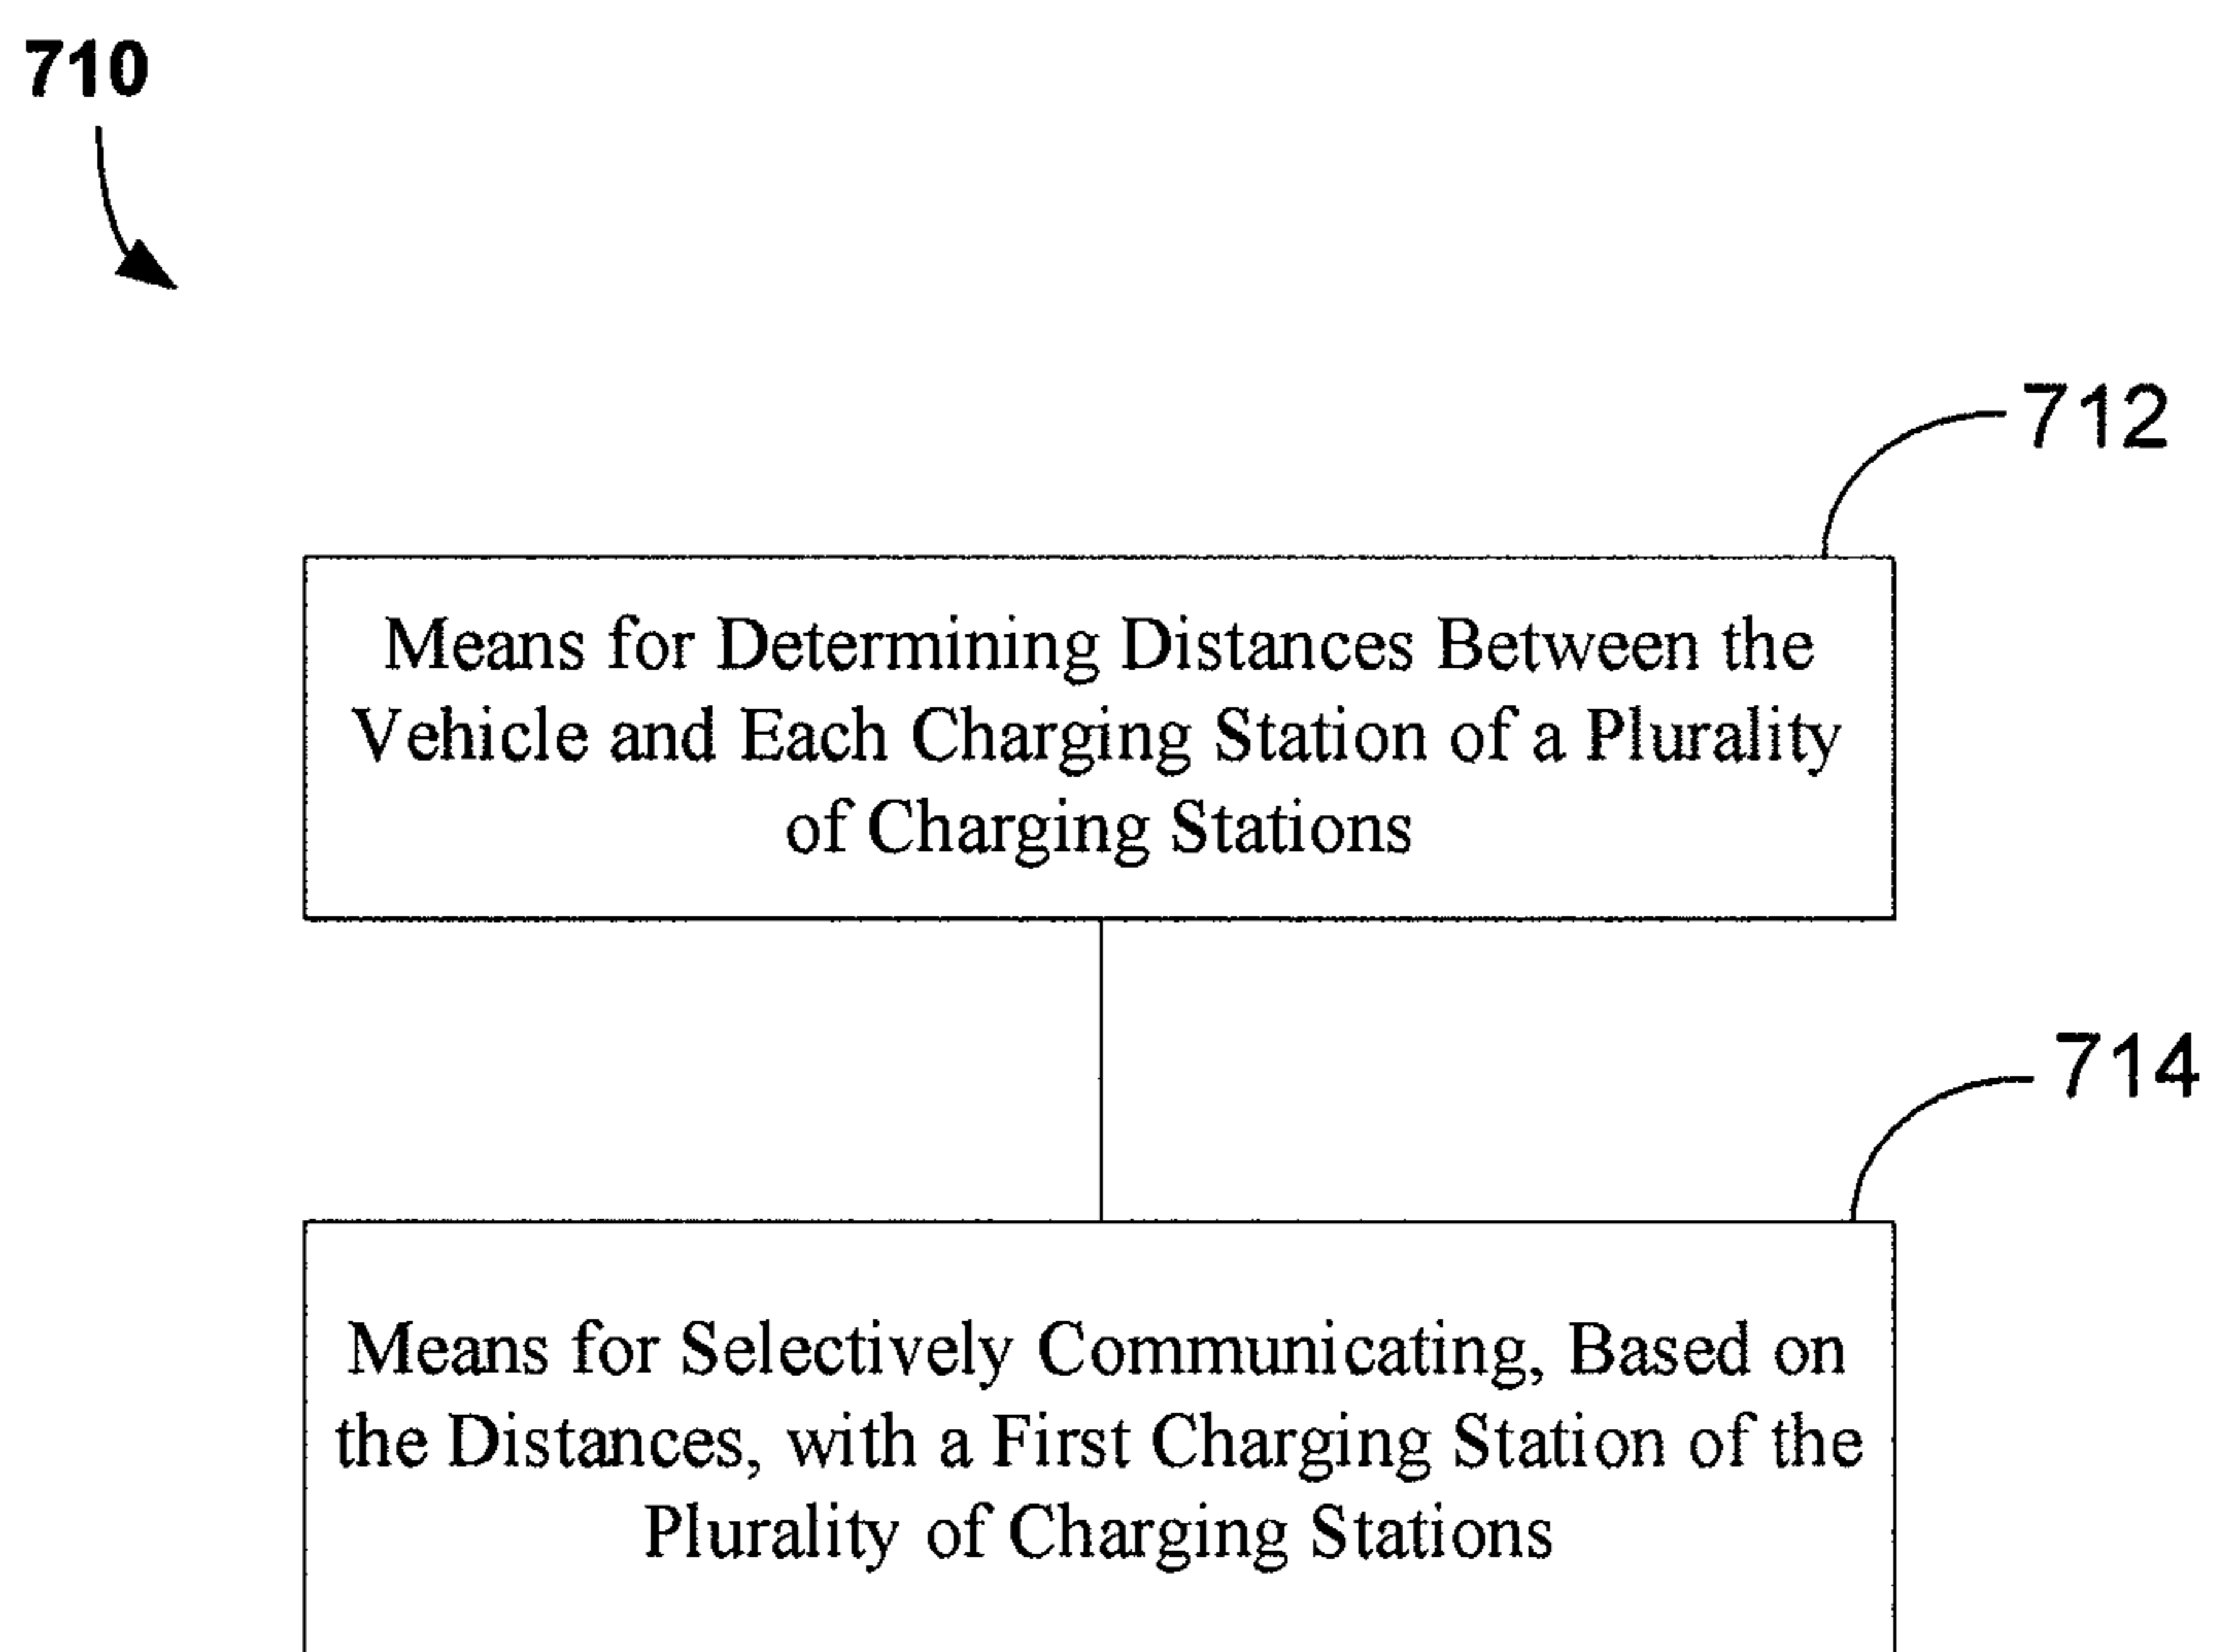 710
712
Means for Determining Distances Between the
Vehicle and Each Charging Station of a Plurality
of Charging Stations
714
Means for Selectively Communicating, Based on
the Distances, with a First Charging Station of the
Plurality of Charging Stations